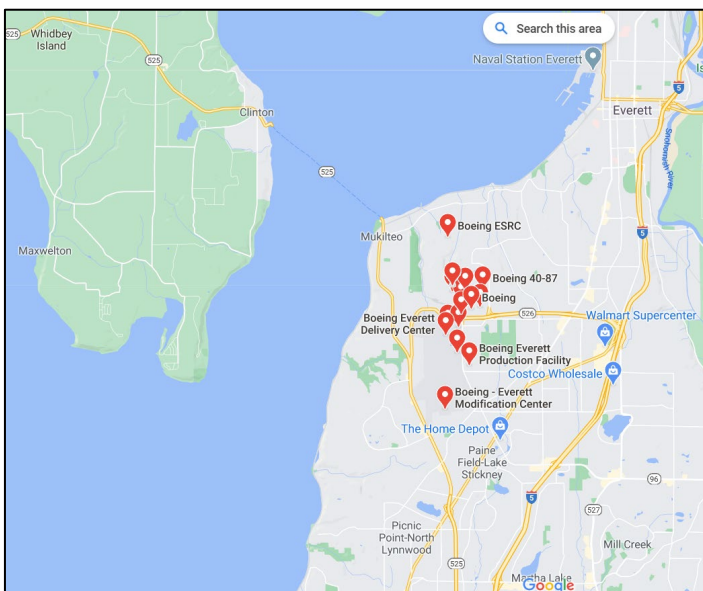 525
Whidbey
Island
525
Search this area
Naval Station Everett
5
Is
Clinton
Everett
Snohomish River
525
Mukilteo
Boeing ESRC
5
Maxwelton
Boeing 40-87
Boeing
Boeing Everett
Delivery Center
526
Walmart Supercenter
Boeing Everett
Production Facility
Costco Wholesale
Boeing - Everett
Modification Center
The Home Depot
Paine
Field-Lake
Stickney
96
5
527
Picnic
Point-North
Lynnwood
Mill Creek
525
Martha Lake
Google